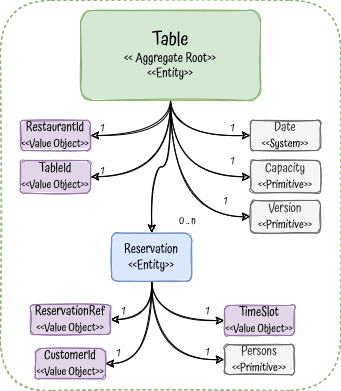 Table
<< Aggregate Root>>
<<Entity>>
RestaurantId
<<Value Object>>
1
1
Date
<<System>>
TableId
<<Value Object>>
1
1
Capacity
<<Primitive>>
1
Version
<<Primitive>>
0..n
Reservation
<<Entity>>
ReservationRef
<<Value Object>>
1
1
TimeSlot
<<Value Object>>
CustomerId
<<Value Object>>
1
1
Persons
<<Primitive>>